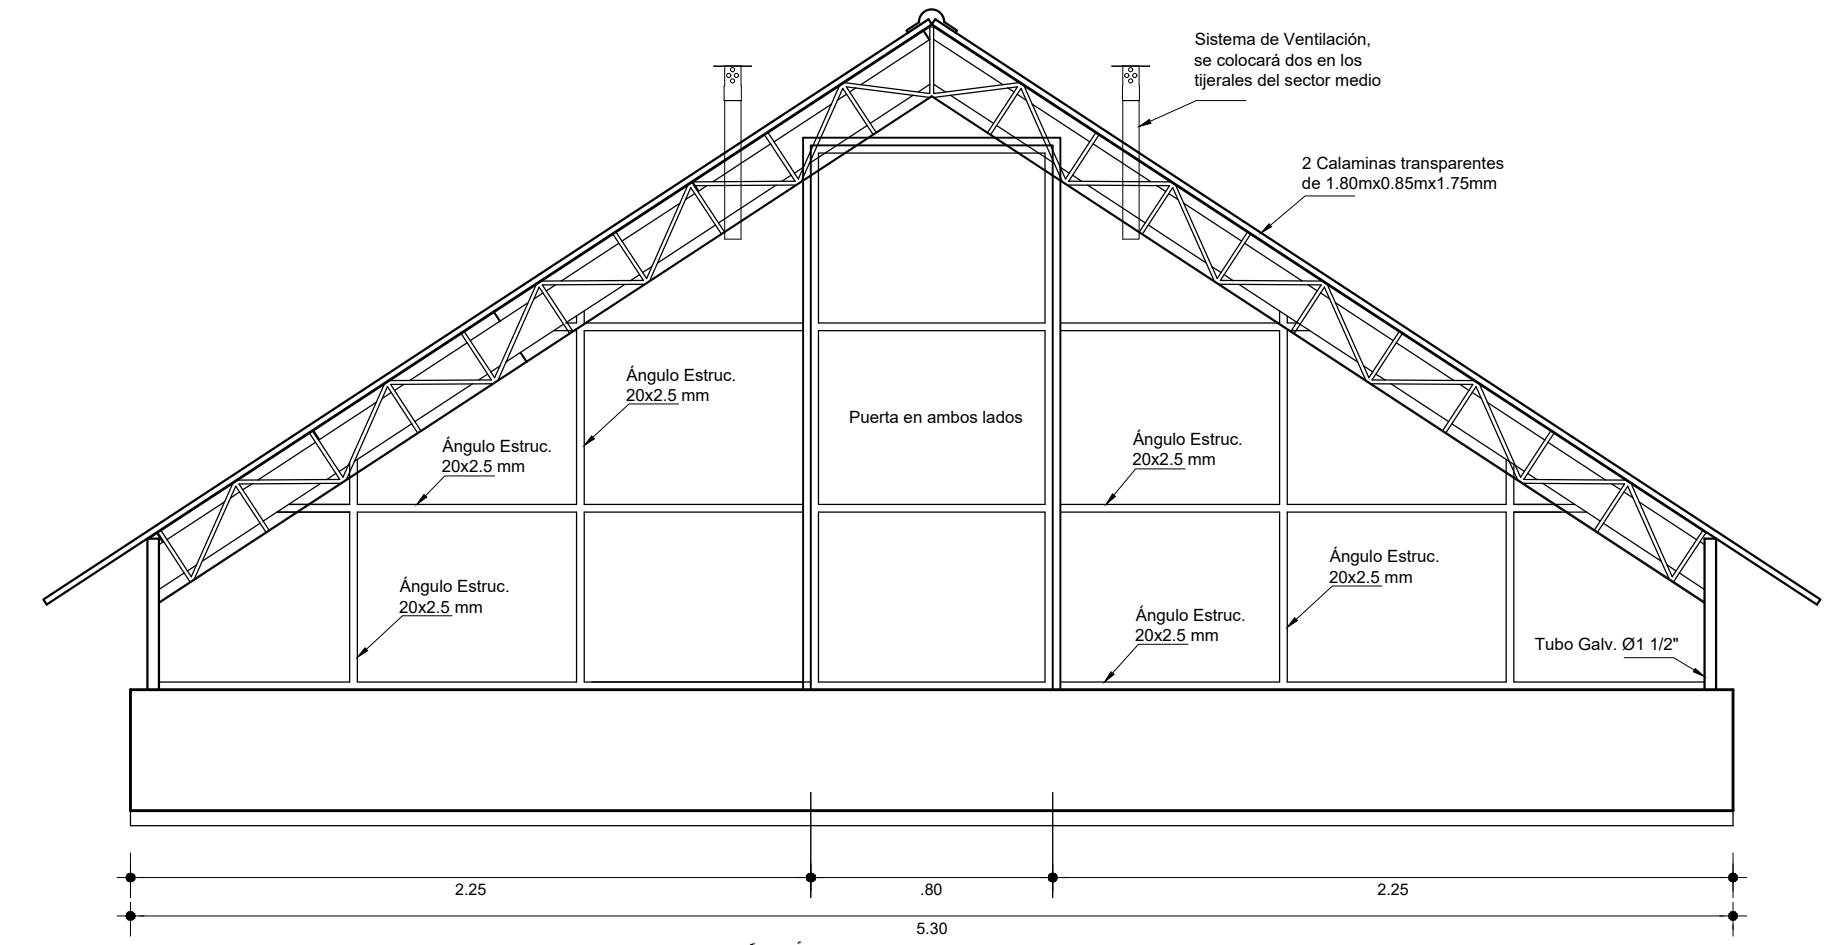 Sistema de Ventilación,
se colocará dos en los
tijerales del sector medio
2 Calaminas transparentes
de 1.80mx0.85mx1.75mm
Ángulo Estruc.
20x2.5 mm
Puerta en ambos lados
Ángulo Estruc.
20x2.5 mm
Ángulo Estruc.
20x2.5 mm
Ángulo Estruc.
20x2.5 mm
Ángulo Estruc.
20x2.5 mm
Ángulo Estruc.
20x2.5 mm
Tubo Galv. Ø1 1/2"
2.25
.80
2.25
5.30